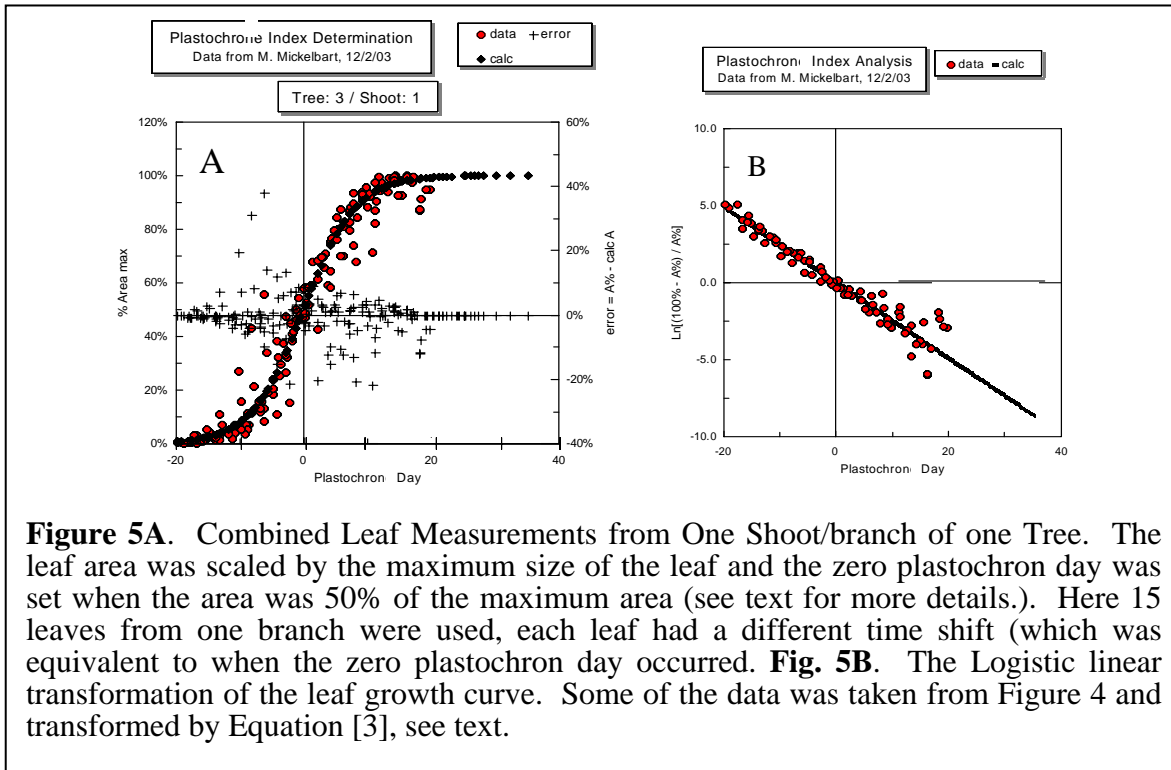 Plastochrone Index Determination
Data from M. Mickelbart, 12/2/03
data error
calc
Tree: 3 / Shoot: 1
A
120%
100%
80%
60%
40%
20%
0%
% Area max
60%
40%
20%
0%
-20%
-40%
error = A% - calc A
-20
0
20
40
Plastochron Day
Plastochron Index Analysis
Data from M. Mickelbart, 12/2/03
data calc
B
10.0
5.0
0.0
-5.0
-10.0
Ln[(100% - A%) / A%]
-20
0
20
40
Plastochron Day
Figure 5A. Combined Leaf Measurements from One Shoot/branch of one Tree. The
leaf area was scaled by the maximum size of the leaf and the zero plastochron day was
set when the area was 50% of the maximum area (see text for more details.). Here 15
leaves from one branch were used, each leaf had a different time shift (which was
equivalent to when the zero plastochron day occurred. Fig. 5B. The Logistic linear
transformation of the leaf growth curve. Some of the data was taken from Figure 4 and
transformed by Equation [3], see text.